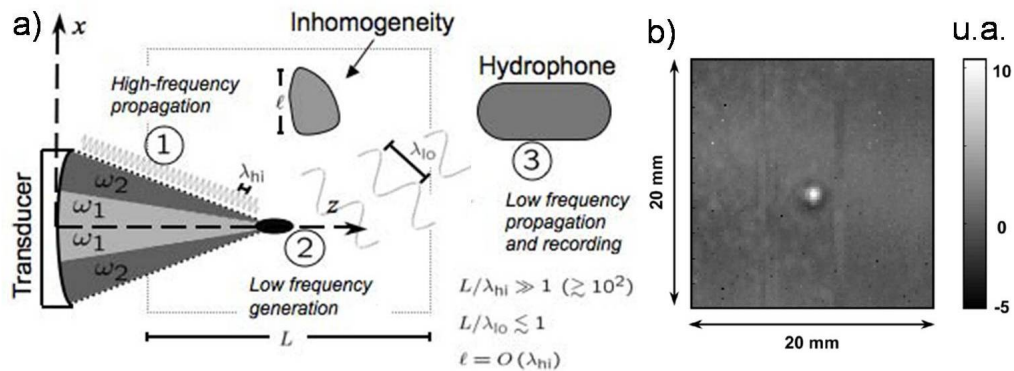 a)
x
Inhomogeneity
High-frequency
propagation
ℓ
Hydrophone
1
3
λhi
λlo
Transducer
ω2
ω1
ω1
ω2
z
2
Low frequency
generation
Low frequency
propagation
and recording
L
L/λhi ≫ 1 (≳ 10²)
L/λlo ≲ 1
ℓ = O(λhi)
b)
u.a.
20 mm
20 mm
10
0
-5